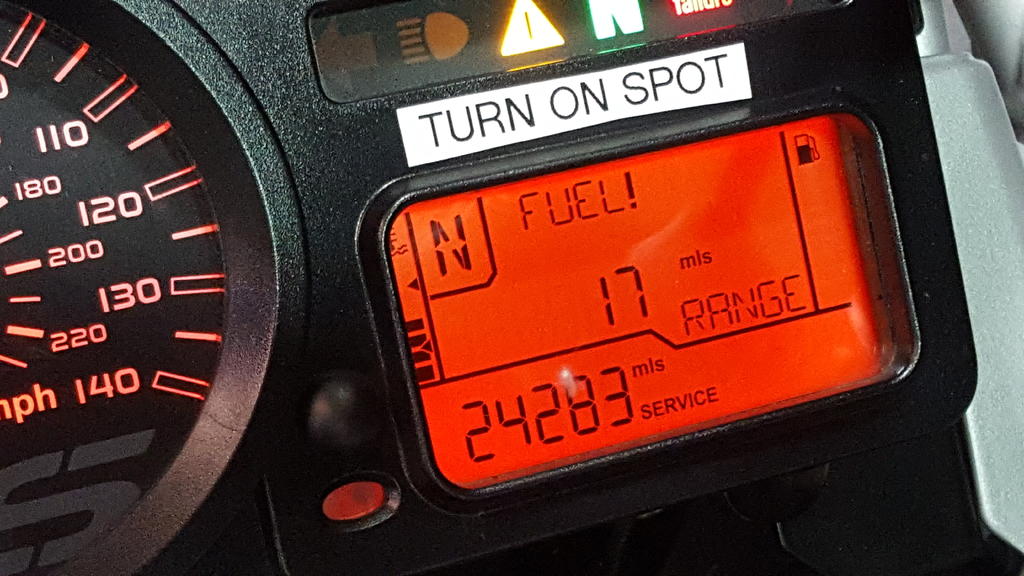 N
failure
TURN ON SPOT
110
180
120
200
130
220
mph 140
N
FUEL!
17 mls
RANGE
24283 mls SERVICE
S